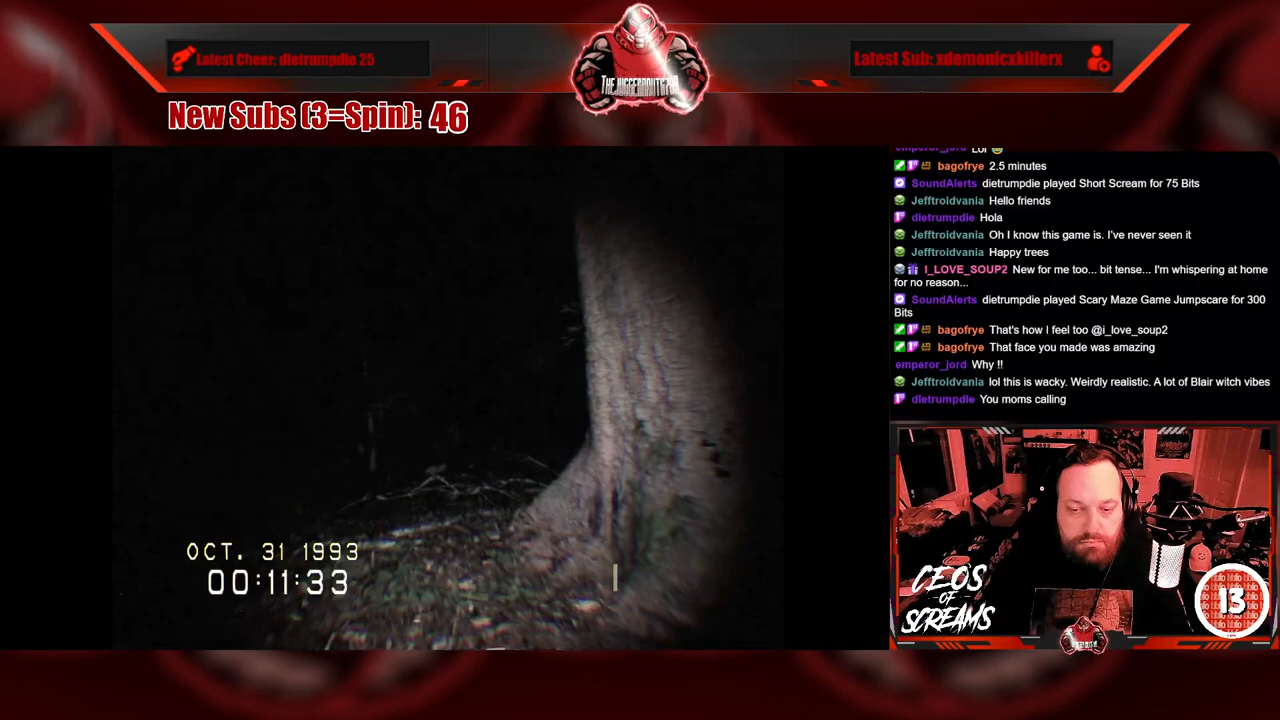 Latest Cheer: dietrumpdie 25
THEJUGGERNAUTGTR
Latest Sub: xdemonicxkillerx
New Subs (3=Spin): 46
emperor_jord Lol
bagofrye 2.5 minutes
SoundAlerts dietrumpdie played Short Scream for 75 Bits
Jefftroidvania Hello friends
dietrumpdie Hola
Jefftroidvania Oh I know this game is. I've never seen it
Jefftroidvania Happy trees
I_LOVE_SOUP2 New for me too... bit tense... I'm whispering at home
for no reason...
SoundAlerts dietrumpdie played Scary Maze Game Jumpscare for 300
Bits
bagofrye That's how I feel too @i_love_soup2
bagofrye That face you made was amazing
emperor_jord Why !!
Jefftroidvania lol this is wacky. Weirdly realistic. A lot of Blair witch vibes
dietrumpdie You moms calling
OCT. 31 1993
00:11:33
CEOS
OF
SCREAMS
13